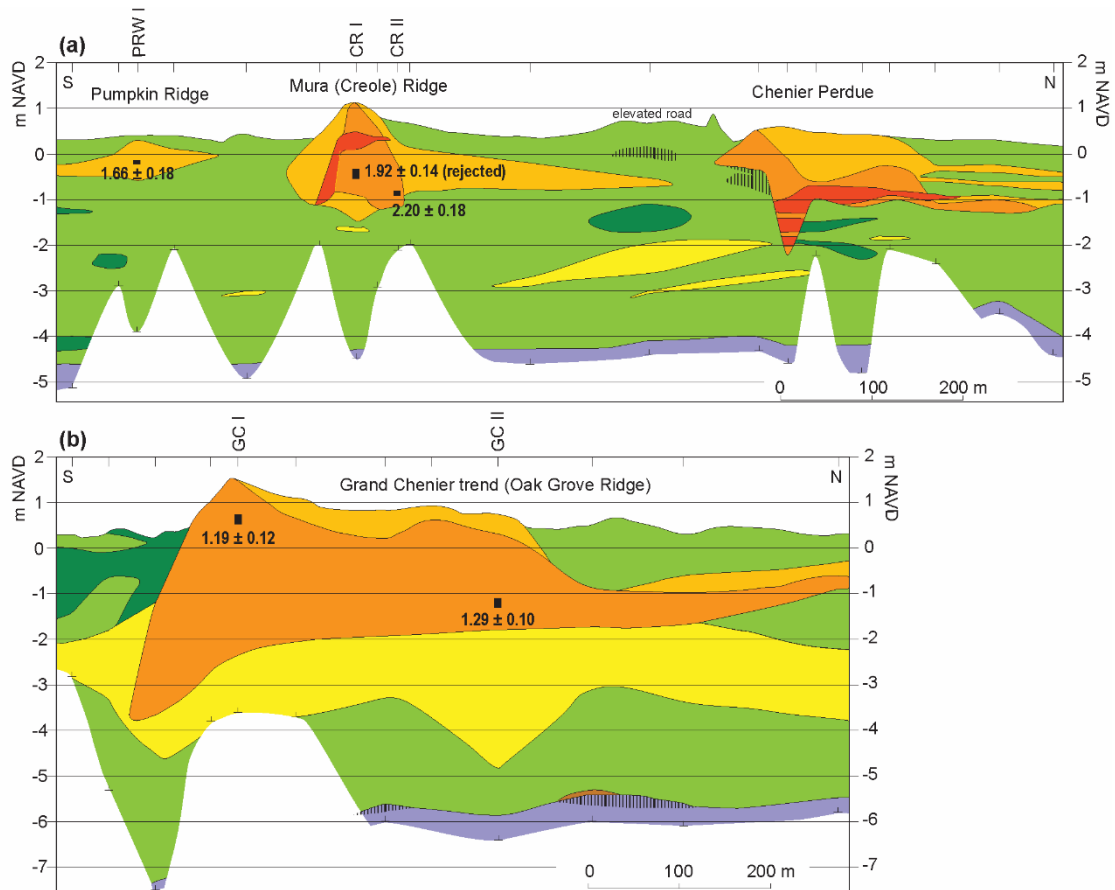 (a)
PRW I
CR I
CR II
m NAVD
m NAVD
2
2
S
N
Pumpkin Ridge
Mura (Creole) Ridge
Chenier Perdue
elevated road
1
1
0
0
1.66 ± 0.18
1.92 ± 0.14 (rejected)
2.20 ± 0.18
-1
-1
-2
-2
-3
-3
-4
-4
-5
-5
0 100 200 m
(b)
GC I
GC II
m NAVD
m NAVD
2
2
S
N
Grand Chenier trend (Oak Grove Ridge)
1
1
0
0
1.19 ± 0.12
-1
-1
1.29 ± 0.10
-2
-2
-3
-3
-4
-4
-5
-5
-6
-6
-7
-7
0 100 200 m